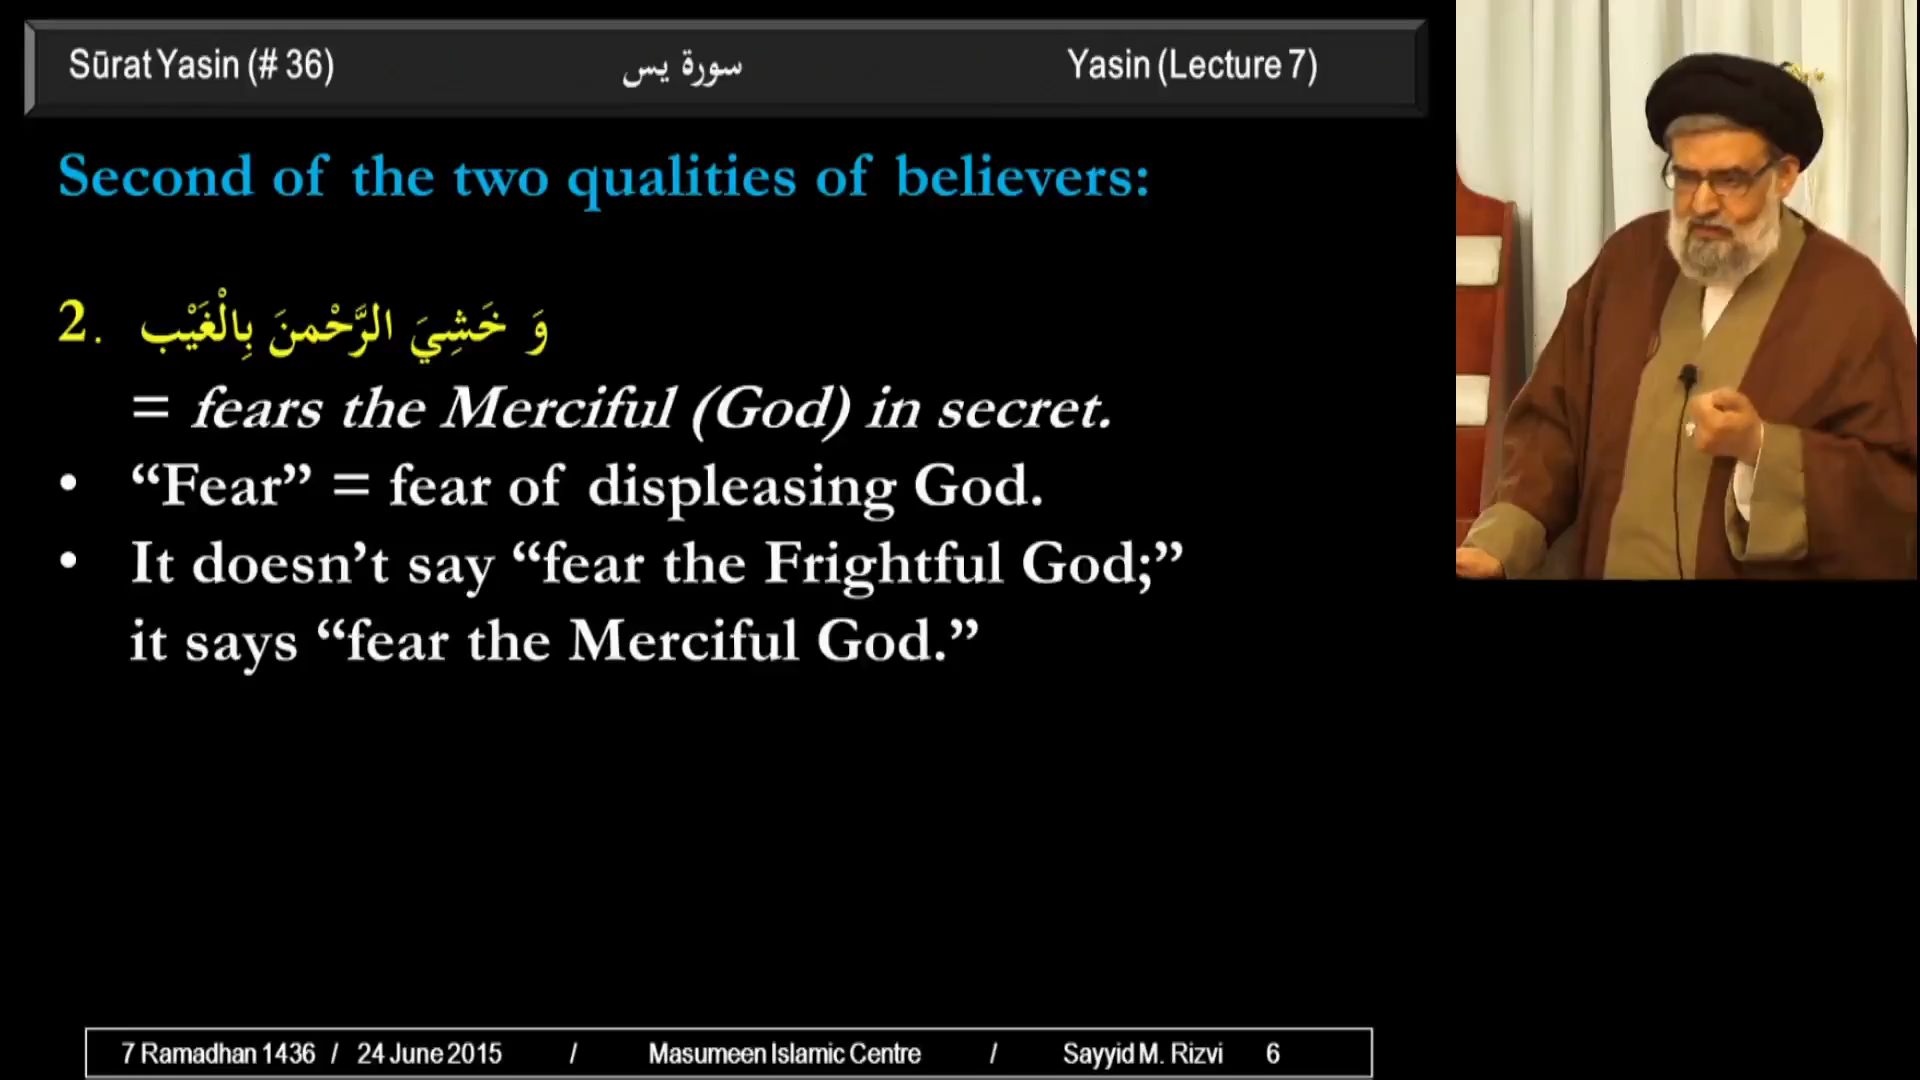 Sūrat Yasin (# 36) سورة يس Yasin (Lecture 7)
Second of the two qualities of believers:
2. وَ خَشِيَ الرَّحْمنَ بِالْغَيْب
= fears the Merciful (God) in secret.
• “Fear” = fear of displeasing God.
• It doesn’t say “fear the Frightful God;”
it says “fear the Merciful God.”
7 Ramadhan 1436 / 24 June 2015 / Masumeen Islamic Centre / Sayyid M. Rizvi 6